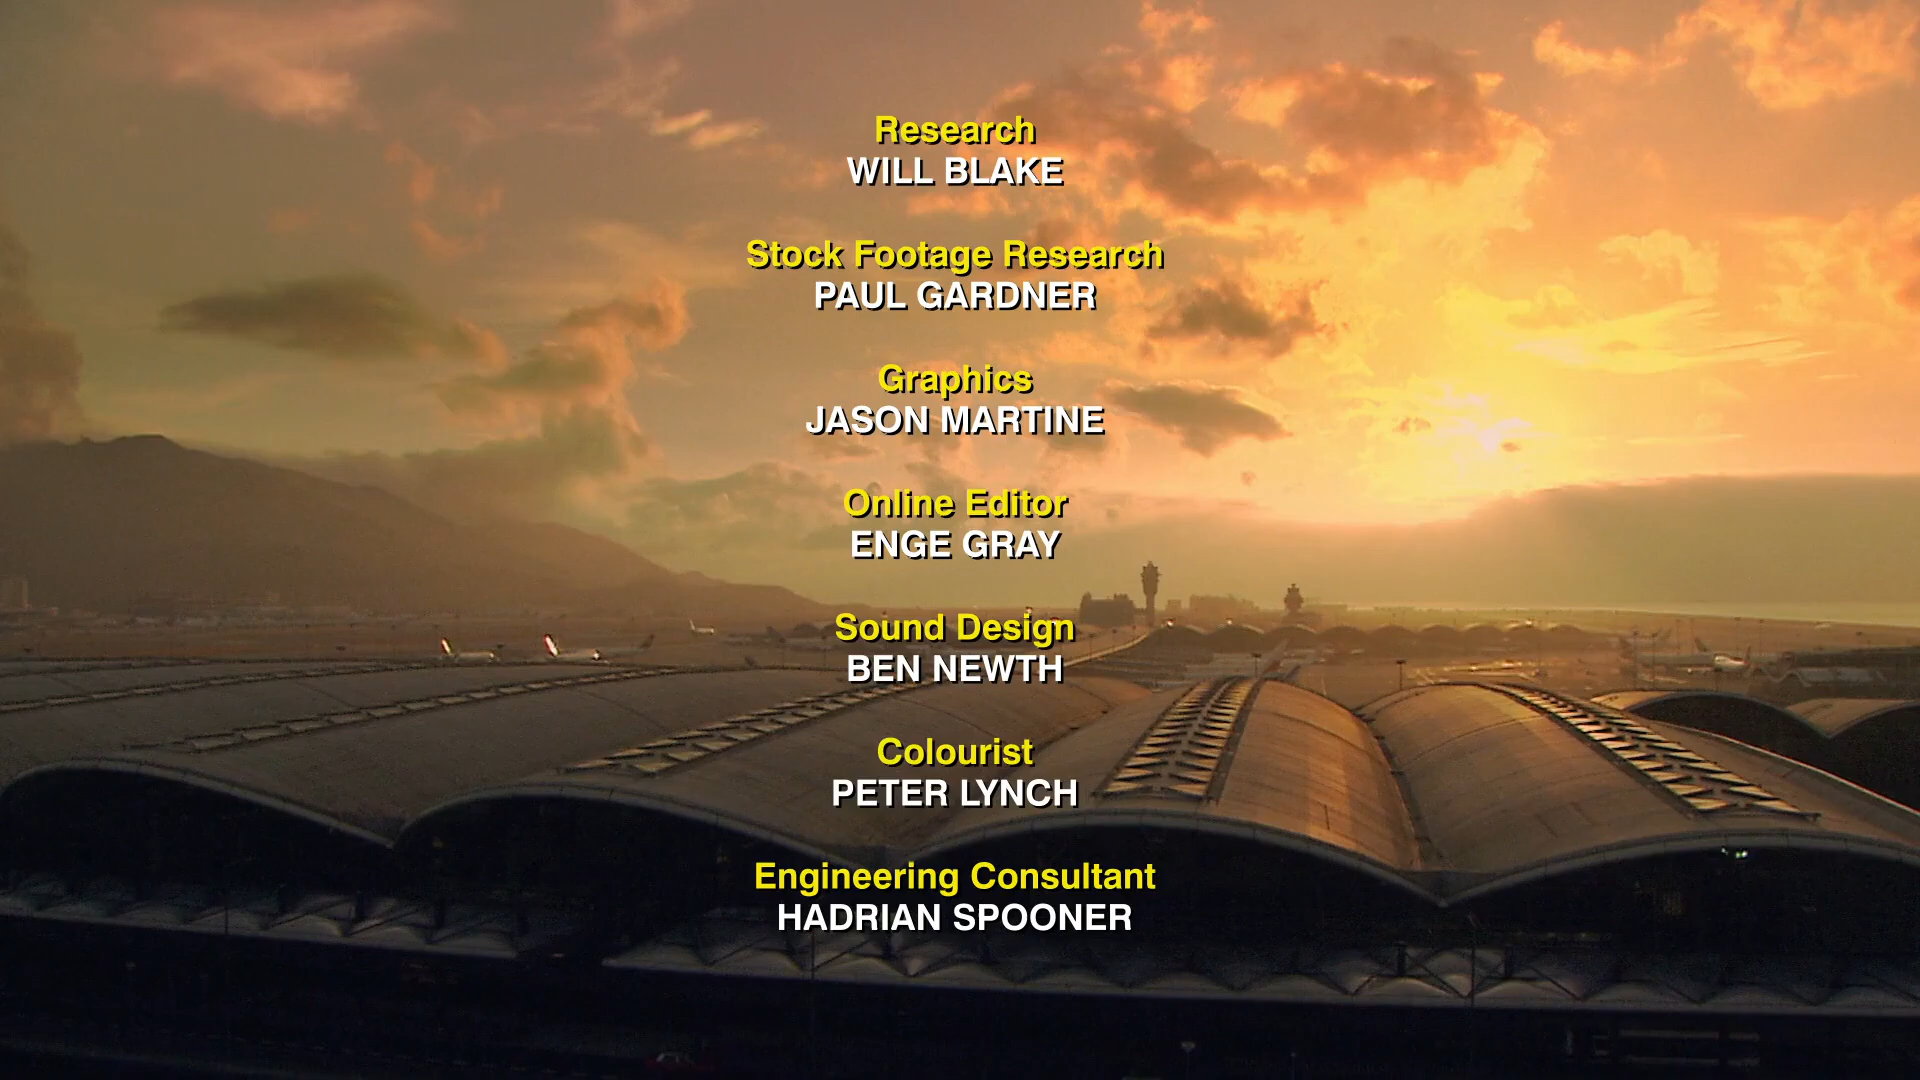 Research
WILL BLAKE
Stock Footage Research
PAUL GARDNER
Graphics
JASON MARTINE
Online Editor
ENGE GRAY
Sound Design
BEN NEWTH
Colourist
PETER LYNCH
Engineering Consultant
HADRIAN SPOONER